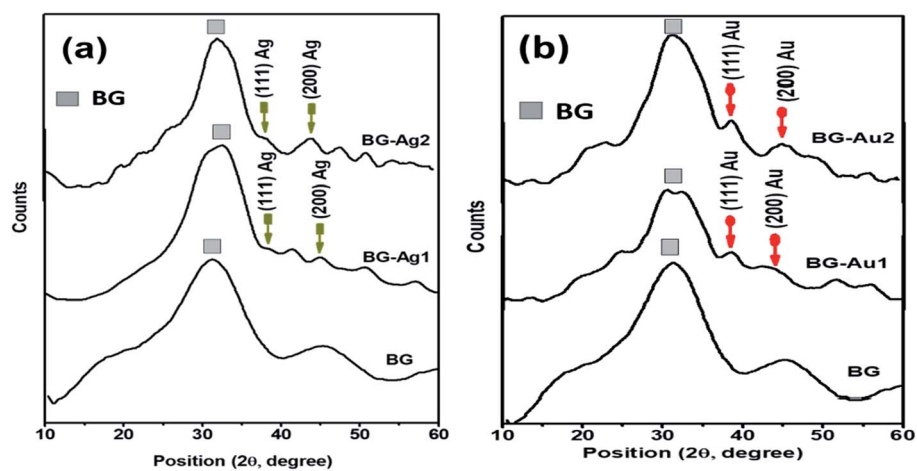 (a)
BG
(111) Ag
(200) Ag
BG-Ag2
(111) Ag
(200) Ag
BG-Ag1
BG
Counts
10 20 30 40 50 60
Position (2θ, degree)
(b)
BG
(111) Au
(200) Au
BG-Au2
(111) Au
(200) Au
BG-Au1
BG
Counts
10 20 30 40 50 60
Position (2θ, degree)